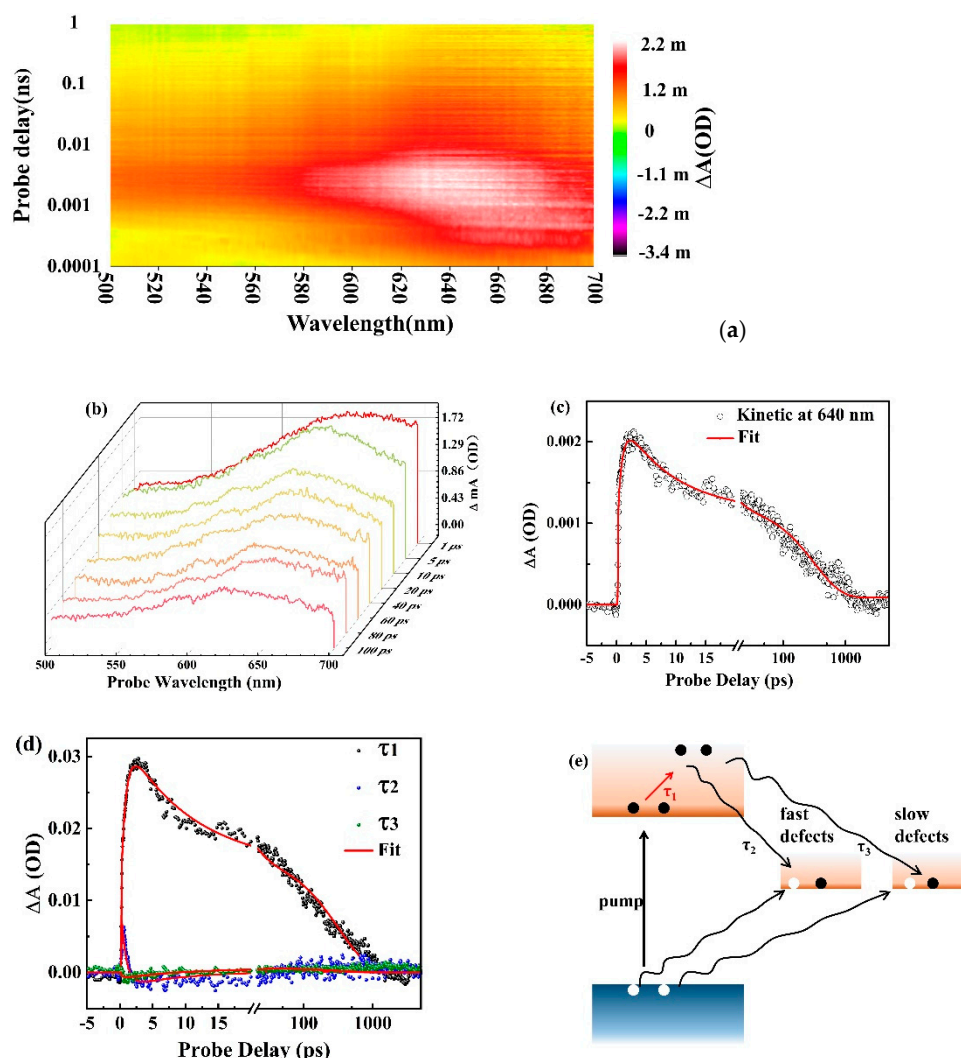 1
0.1
0.01
0.001
0.0001
Probe delay(ns)
500 520 540 560 580 600 620 640 660 680 700
Wavelength(nm)
2.2 m
1.2 m
0
-1.1 m
-2.2 m
-3.4 m
ΔA(OD)
(a)
(b)
1.72
1.29
0.86
0.43
0.00
Δ mA (OD)
1 ps
5 ps
10 ps
20 ps
40 ps
60 ps
80 ps
100 ps
500 550 600 650 700
Probe Wavelength (nm)
(c)
Kinetic at 640 nm
Fit
0.002
0.001
0.000
ΔA (OD)
-5 0 5 10 15 100 1000
Probe Delay (ps)
(d)
τ1
τ2
τ3
Fit
0.03
0.02
0.01
0.00
ΔA (OD)
-5 0 5 10 15 100 1000
Probe Delay (ps)
(e)
τ1
fast
defects
slow
defects
τ2
τ3
pump